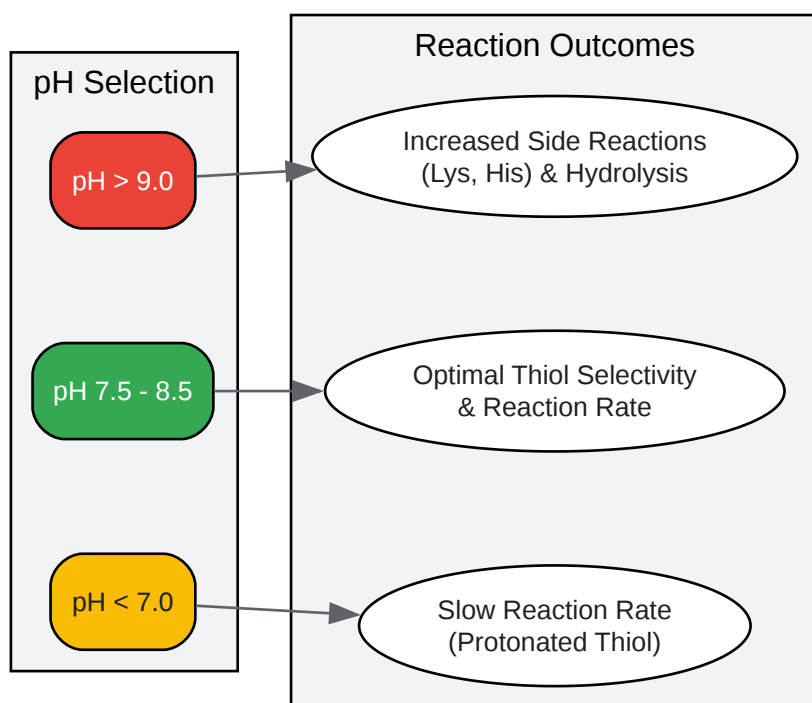 pH Selection
pH > 9.0
pH 7.5 - 8.5
pH < 7.0
Reaction Outcomes
Increased Side Reactions
(Lys, His) & Hydrolysis
Optimal Thiol Selectivity
& Reaction Rate
Slow Reaction Rate
(Protonated Thiol)